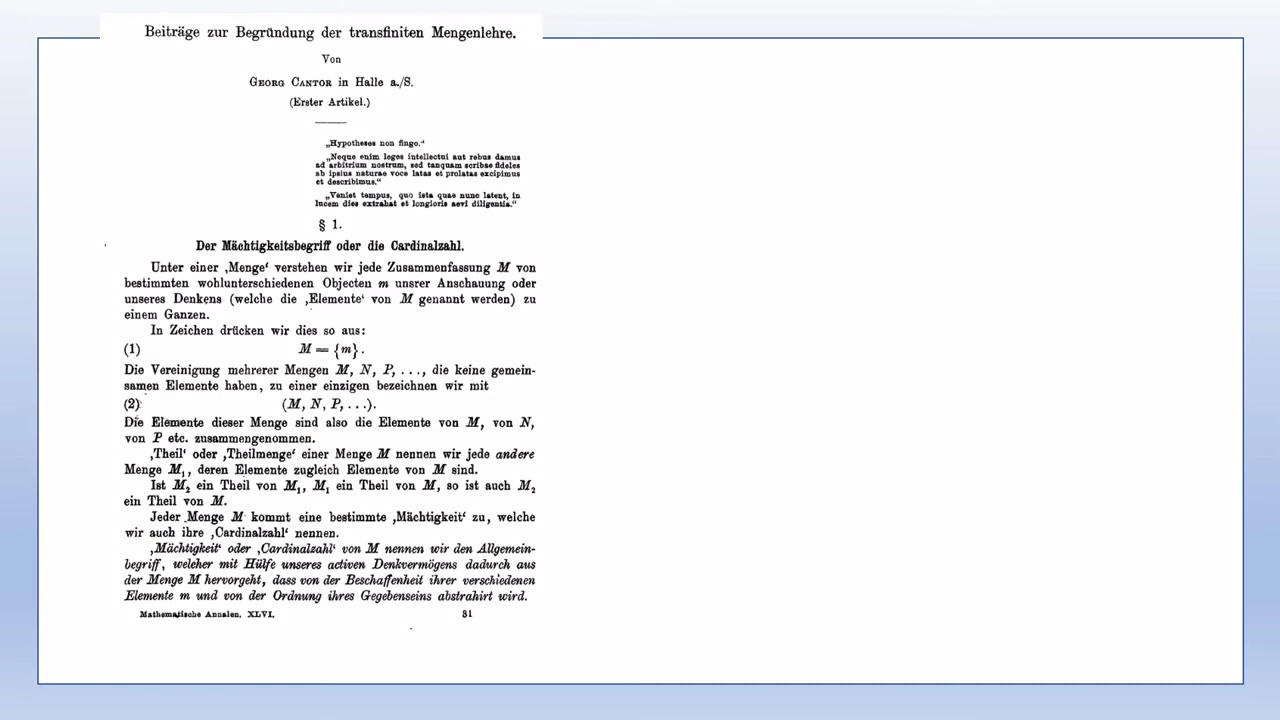 Beiträge zur Begründung der transfiniten Mengenlehre.
Von
GEORG CANTOR in Halle a./S.
(Erster Artikel.)
„Hypotheses non fingo.“
„Neque enim leges intellectui aut rebus damus
ad arbitrium nostrum, sed tanquam scribae fideles
ab ipsius naturae voce latas et prolatas excipimus
et describimus.“
„Veniet tempus, quo ista quae nunc latent, in
lucem dies extrahat et longioris aevi diligentia.“
§ 1.
Der Mächtigkeitsbegriff oder die Cardinalzahl.
Unter einer ‚Menge‘ verstehen wir jede Zusammenfassung M von
bestimmten wohlunterschiedenen Objecten m unsrer Anschauung oder
unseres Denkens (welche die ‚Elemente‘ von M genannt werden) zu
einem Ganzen.
In Zeichen drücken wir dies so aus:
(1) M = {m}.
Die Vereinigung mehrerer Mengen M, N, P, . . ., die keine gemein-
samen Elemente haben, zu einer einzigen bezeichnen wir mit
(2) (M, N, P, . . .).
Die Elemente dieser Menge sind also die Elemente von M, von N,
von P etc. zusammengenommen.
‚Theil‘ oder ‚Theilmenge‘ einer Menge M nennen wir jede andere
Menge M₁, deren Elemente zugleich Elemente von M sind.
Ist M₂ ein Theil von M₁, M₁ ein Theil von M, so ist auch M₂
ein Theil von M.
Jeder Menge M kommt eine bestimmte ‚Mächtigkeit‘ zu, welche
wir auch ihre ‚Cardinalzahl‘ nennen.
‚Mächtigkeit‘ oder ‚Cardinalzahl‘ von M nennen wir den Allgemein-
begriff, welcher mit Hülfe unseres activen Denkvermögens dadurch aus
der Menge M hervorgeht, dass von der Beschaffenheit ihrer verschiedenen
Elemente m und von der Ordnung ihres Gegebenseins abstrahirt wird.
Mathematische Annalen. XLVI. 31